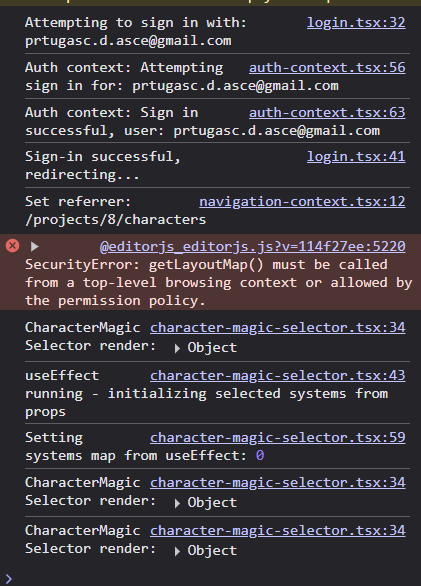 Attempting to sign in with: login.tsx:32
prtugasc.d.asce@gmail.com
Auth context: Attempting auth-context.tsx:56
sign in for: prtugasc.d.asce@gmail.com
Auth context: Sign in auth-context.tsx:63
successful, user: prtugasc.d.asce@gmail.com
Sign-in successful, login.tsx:41
redirecting...
Set referrer: navigation-context.tsx:12
/projects/8/characters
@editorjs_editorjs.js?v=114f27ee:5220
SecurityError: getLayoutMap() must be called
from a top-level browsing context or allowed by
the permission policy.
CharacterMagic character-magic-selector.tsx:34
Selector render: ▶ Object
useEffect character-magic-selector.tsx:43
running - initializing selected systems from
props
Setting character-magic-selector.tsx:59
systems map from useEffect: 0
CharacterMagic character-magic-selector.tsx:34
Selector render: ▶ Object
CharacterMagic character-magic-selector.tsx:34
Selector render: ▶ Object